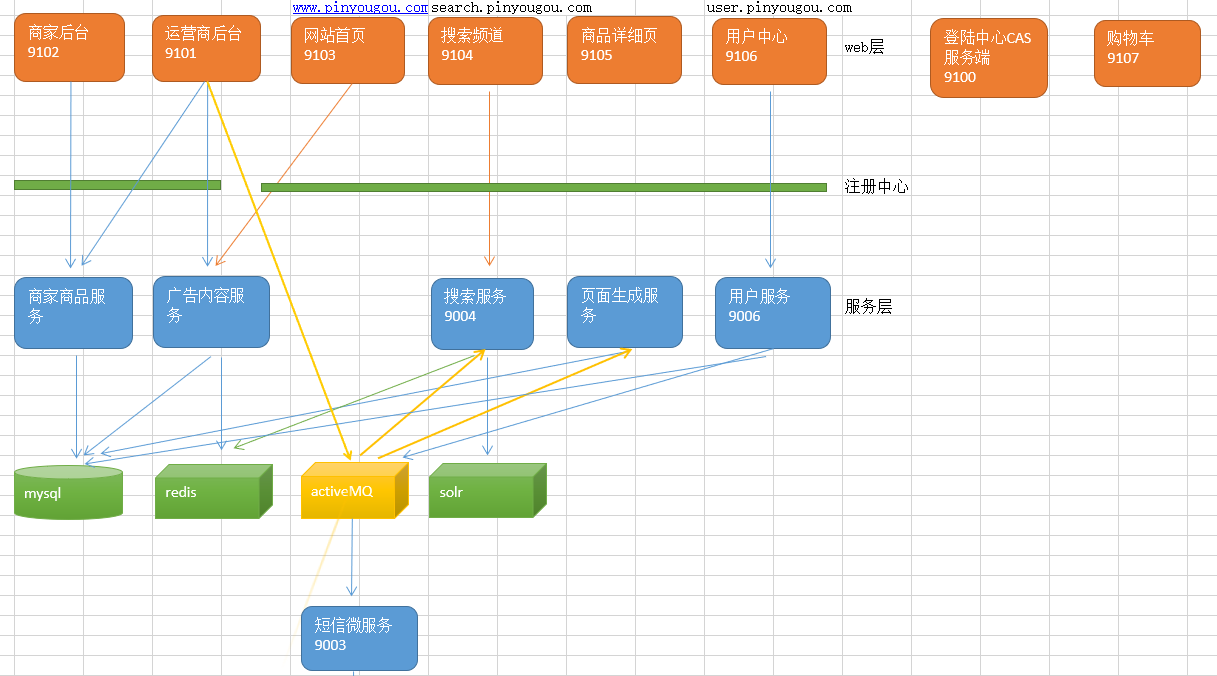 www.pinyougou.com
search.pinyougou.com
user.pinyougou.com
商家后台
9102
运营商后台
9101
网站首页
9103
搜索频道
9104
商品详细页
9105
用户中心
9106
web层
登陆中心CAS
服务端
9100
购物车
9107
注册中心
商家商品服
务
广告内容服
务
搜索服务
9004
页面生成服
务
用户服务
9006
服务层
mysql
redis
activeMQ
solr
短信微服务
9003